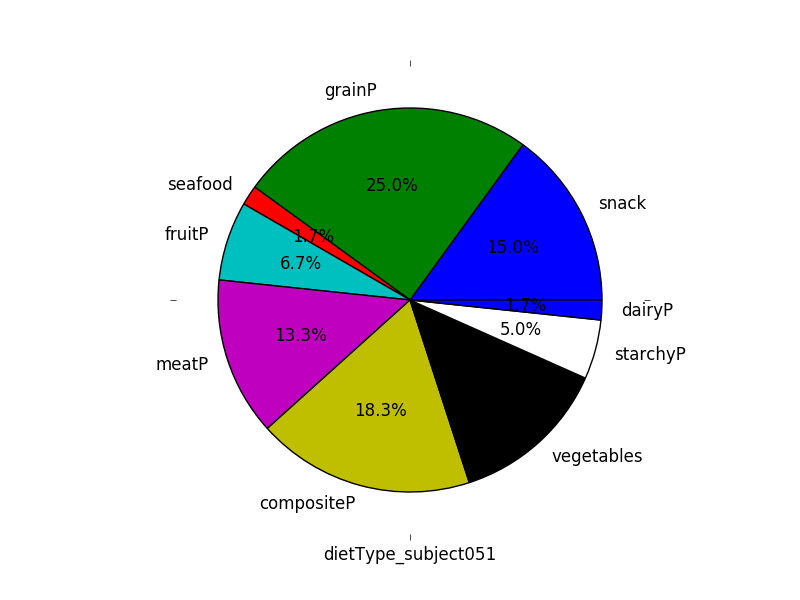 grainP
seafood
snack
25.0%
fruitP
1.7%
15.0%
6.7%
1.7%
dairyP
13.3%
5.0%
starchyP
meatP
18.3%
vegetables
compositeP
dietType_subject051